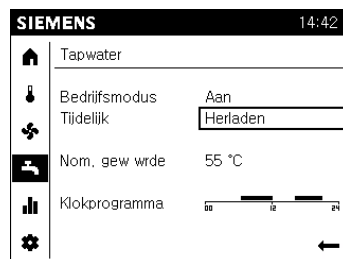 SIEMENS 14:42
Tapwater
Bedrijfsmodus Aan
Tijdelijk Herladen
Nom. gew wrde 55 °C
Klokprogramma
00 12 24